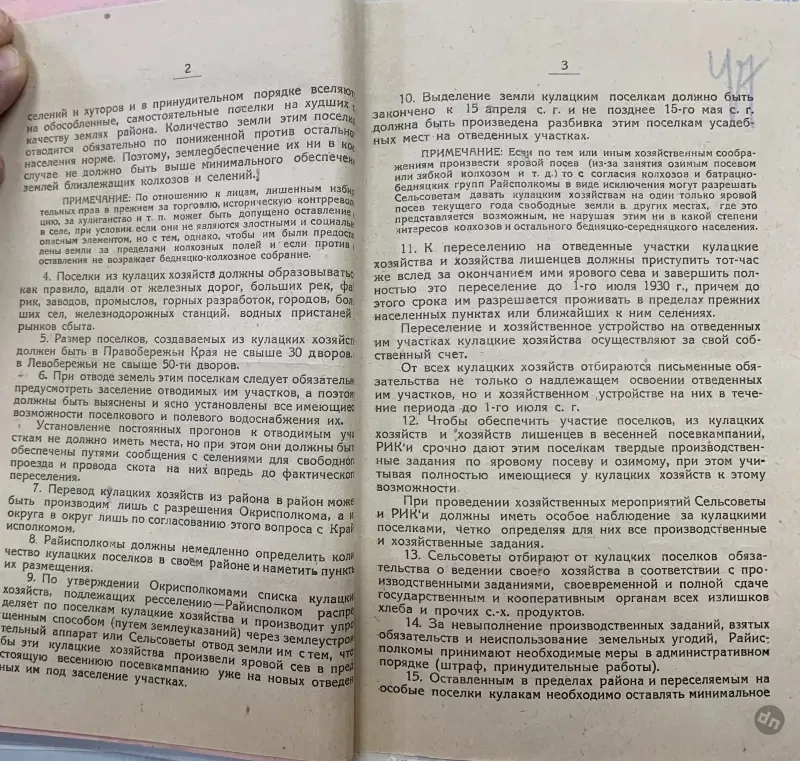 2
селений и хуторов и в принудительном порядке вселяют
на обособленные, самостоятельные поселки на худших
качеству землях района. Количество земли этим поселк
отводится обязательно по пониженной против остально
населения норме. Поэтому, землеобеспечение их ни в ко
случае не должно быть выше минимального обеспечен
землей близлежащих колхозов и селений.
ПРИМЕЧАНИЕ: По отношению к лицам, лишенным избир
тельных прав в прежнем за торговлю, историческую контррево
цию, за хулиганство и т. п. может быть допущено оставление
в селе, при условии если они не являются злостными и социальн
опасным элементом, но с тем, однако, чтобы им были предоста
лены земли за пределами колхозных полей и если против
оставления не возражает бедняцко-колхозное собрание.
4. Поселки из кулацих хозяйств должны образовывать
как правило, вдали от железных дорог, больших рек, фа
рик, заводов, промыслов, горных разработок, городов, бол
ших сел, железнодорожных станций. водных пристаней
рынков сбыта.
5. Размер поселков, создаваемых из кулацких хозяйст
должен быть в Правобережьи Края не свыше 30 дворов.
в Левобережьи не свыше 50-ти дворов.
6. При отводе земель этим поселкам следует обязательн
предусмотреть заселение отводимых им участков, а поэтом
должны быть выяснены и ясно установлены все имеющиес
возможности поселкового и полевого водоснабжения их.
Установление постоянных прогонов к отводимым уча
сткам не должно иметь места, но при этом они должны быт
обеспечены путями сообщения с селениями для свободног
проезда и провода скота на них впредь до фактического
переселения.
7. Перевод кулацких хозяйств из района в район може
быть производим лишь с разрешения Окрисполкома, а и
округа в округ лишь по согласованию этого вопроса с Край
исполкомом.
8. Райисполкомы должны немедленно определить коли
чество кулацких поселков в своем районе и наметить пункты
их размещения.
9. По утверждении Окрисполкомами списка кулацки
хозяйств, подлежащих ресселению—Райисполком распре
деляет по поселкам кулацкие хозяйства и производит упро
щенным способом (путем землеуказаний) через землеустрои
тельный аппарат или Сельсоветы отвод земли им с тем, что
бы эти кулацкие хозяйства произвели яровой сев в пред
стоящую весеннюю посевкампанию уже на новых отведен
ных им под заселение участках.
3
47
10. Выделение земли кулацким поселкам должно быть
закончено к 15 апреля с. г. и не позднее 15-го мая с. г.
должна быть произведена разбивка этим поселкам усадеб-
ных мест на отведенных участках.
ПРИМЕЧАНИЕ: Если по тем или иным хозяйственным сообра-
жениям произвести яровой посев (из-за занятия озимым посевом
или зябкой колхозом и т. д.) то с согласия колхозов и батрацко-
бедняцких групп Райсполкомы в виде исключения могут разрешать
Сельсоветам давать кулацким хозяйствам на один только яровой
посев текущего года свободные земли в других местах, где это
представляется возможным, не нарушая этим ни в какой степени
интересов колхозов и остального бедняцко-середняцкого населения.
11. К переселению на отведенные участки кулацкие
хозяйства и хозяйства лишенцев должны приступить тот-час
же вслед за окончанием ими ярового сева и завершить пол-
ностью это переселение до 1-го июля 1930 г., причем до
этого срока им разрешается проживать в пределах прежних
населенных пунктах или ближайших к ним селениях.
Переселение и хозяйственное устройство на отведенных
им участках кулацкие хозяйства осуществляют за свой соб-
ственный счет.
От всех кулацких хозяйств отбираются письменные обя-
зательства не только о надлежащем освоении отведенных
им участков, но и хозяйственном устройстве на них в тече-
ние периода до 1-го июля с. г.
12. Чтобы обеспечить участие поселков, из кулацких
хозяйств и хозяйств лишенцев в весенней посевкампании,
РИК'и срочно дают этим поселкам твердые производствен-
ные задания по яровому посеву и озимому, при этом учи-
тывая полностью имеющиеся у кулацких хозяйств к этому
возможности.
При проведении хозяйственных мероприятий Сельсоветы
и РИК'и должны иметь особое наблюдение за кулацкими
поселками, четко определяя для них все производственные
и хозяйственные задания.
13. Сельсоветы отбирают от кулацких поселков обяза-
тельства о ведении своего хозяйства в соответствии с про-
изводственными заданиями, своевременной и полной сдаче
государственным и кооперативным органам всех излишков
хлеба и прочих с.-х. продуктов.
14. За невыполнение производственных заданий, взятых
обязательств и неиспользование земельных угодий, Райис-
полкомы принимают необходимые меры в административном
порядке (штраф, принудительные работы).
15. Оставленным в пределах района и переселяемым на
особые поселки кулакам необходимо оставлять минимальное
dn